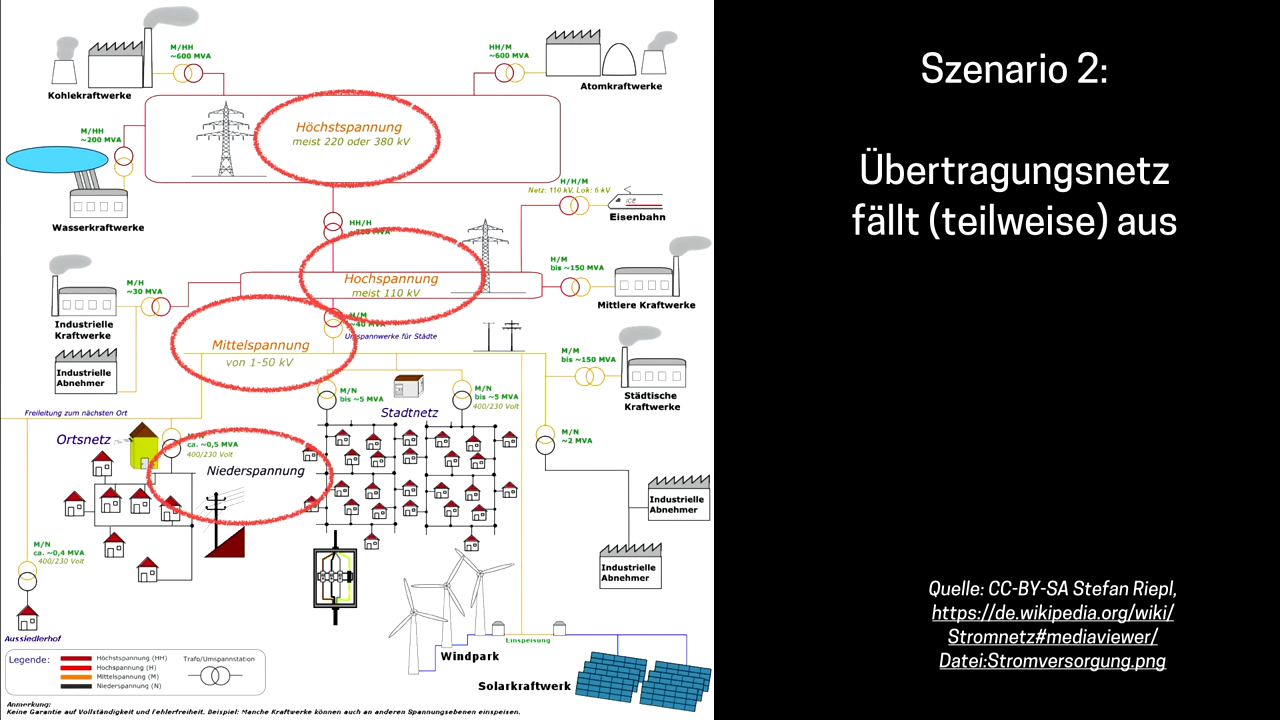 Szenario 2:
Übertragungsnetz
fällt (teilweise) aus
Quelle: CC-BY-SA Stefan Riepl,
https://de.wikipedia.org/wiki/
Stromnetz#mediaviewer/
Datei:Stromversorgung.png
M/HH
~600 MVA
Kohlekraftwerke
HH/M
~600 MVA
Atomkraftwerke
Höchstspannung
meist 220 oder 380 kV
M/HH
~200 MVA
Wasserkraftwerke
H/H/M
Netz: 110 kV, Lok: 6 kV
ICE
Eisenbahn
HH/H
Hochspannung
meist 110 kV
H/M
bis ~150 MVA
Mittlere Kraftwerke
M/H
~30 MVA
Industrielle
Kraftwerke
Industrielle
Abnehmer
~40 MVA
Umspannwerke für Städte
Mittelspannung
von 1-50 kV
M/M
bis ~150 MVA
Städtische
Kraftwerke
M/N
bis ~5 MVA
Stadtnetz
M/N
bis ~5 MVA
400/230 Volt
M/N
~2 MVA
Freileitung zum nächsten Ort
Ortsnetz
ca. ~0,5 MVA
400/230 Volt
Niederspannung
Industrielle
Abnehmer
Industrielle
Abnehmer
M/N
ca. ~0,4 MVA
400/230 Volt
Aussiedlerhof
Windpark
Einspeisung
Solarkraftwerk
Legende:
Höchstspannung (HH)
Hochspannung (H)
Mittelspannung (M)
Niederspannung (N)
Trafo/Umspannstation
Anmerkung:
Keine Garantie auf Vollständigkeit und Fehlerfreiheit. Beispiel: Manche Kraftwerke können auch an anderen Spannungsebenen einspeisen.